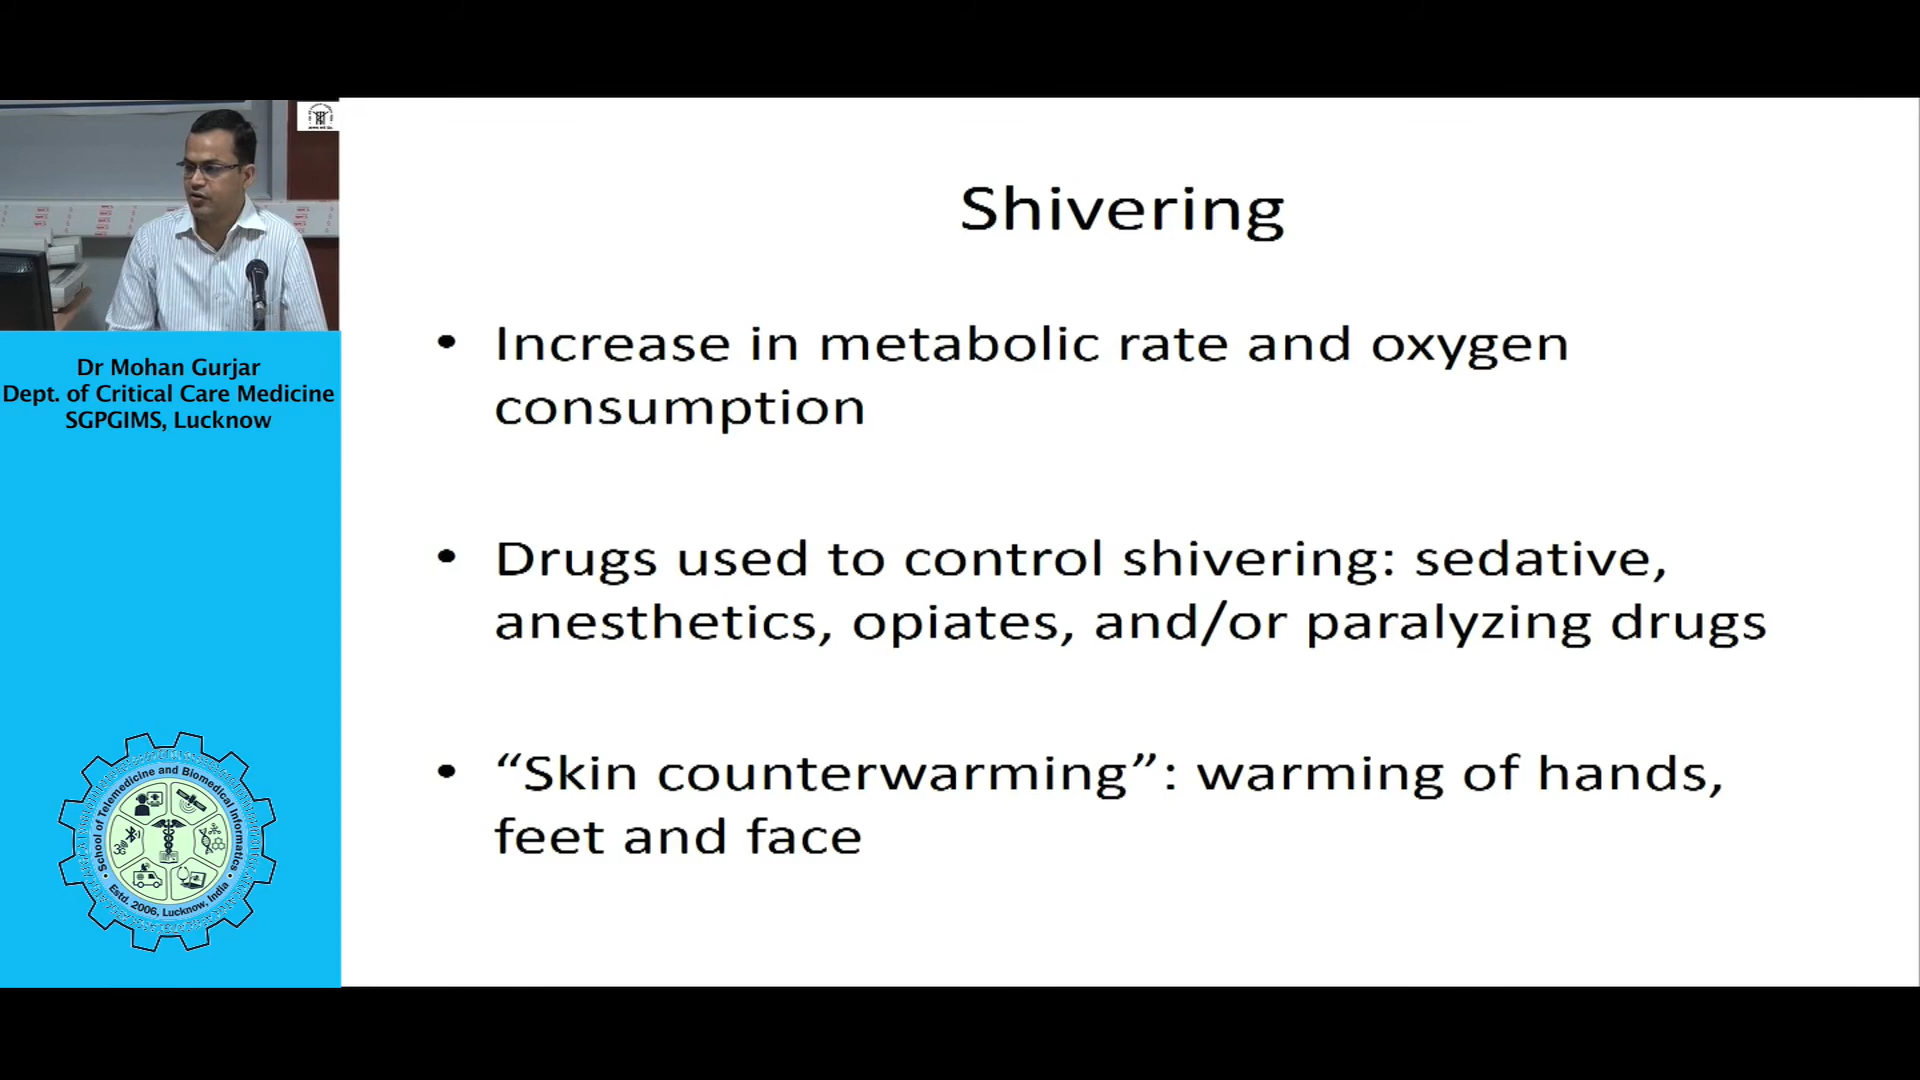 Shivering
• Increase in metabolic rate and oxygen
consumption
• Drugs used to control shivering: sedative,
anesthetics, opiates, and/or paralyzing drugs
• “Skin counterwarming”: warming of hands,
feet and face
Dr Mohan Gurjar
Dept. of Critical Care Medicine
SGPGIMS, Lucknow
School of Telemedicine and Biomedical Informatics
Estd. 2006, Lucknow, India